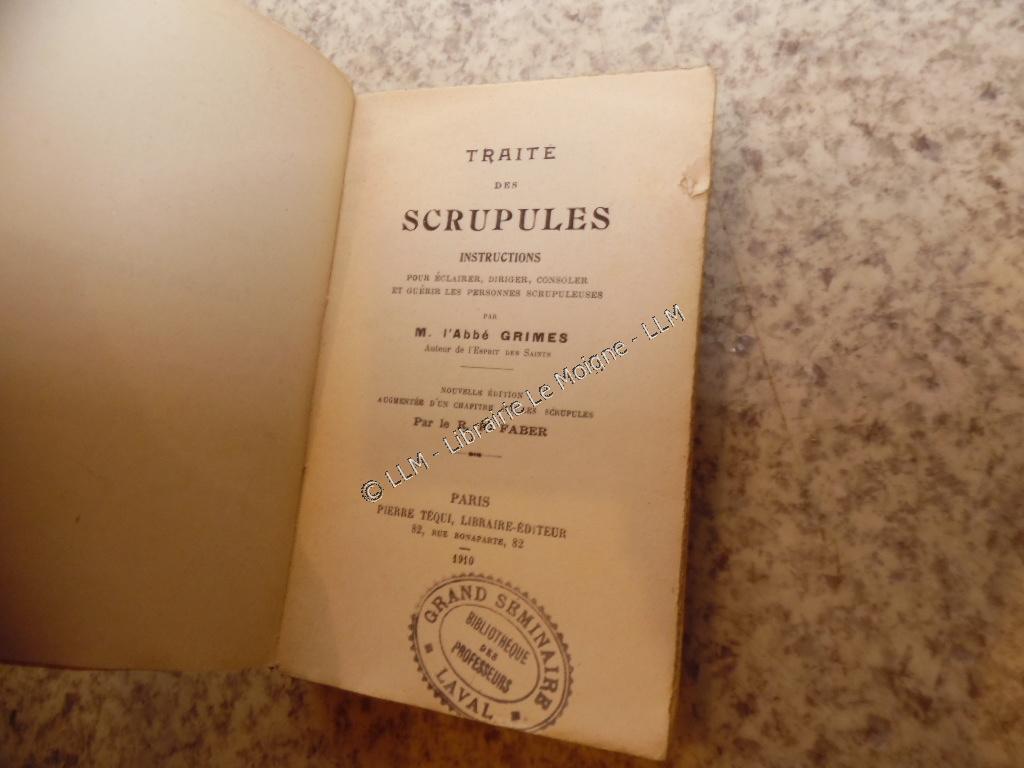 TRAITÉ
DES
SCRUPULES
INSTRUCTIONS
POUR ÉCLAIRER, DIRIGER, CONSOLER
ET GUÉRIR LES PERSONNES SCRUPULEUSES
PAR
M. l'Abbé GRIMES
Auteur de l'Esprit des Saints
NOUVELLE ÉDITION
AUGMENTÉE D'UN CHAPITRE LES SCRUPULES
Par le R. P. FABER
PARIS
PIERRE TÉQUI, LIBRAIRE-ÉDITEUR
82, RUE BONAPARTE, 82
1910
GRAND SEMINAIRE
BIBLIOTHEQUE
DES
PROFESSEURS
LAVAL
© LLM - Librairie Le Moigne - LLM